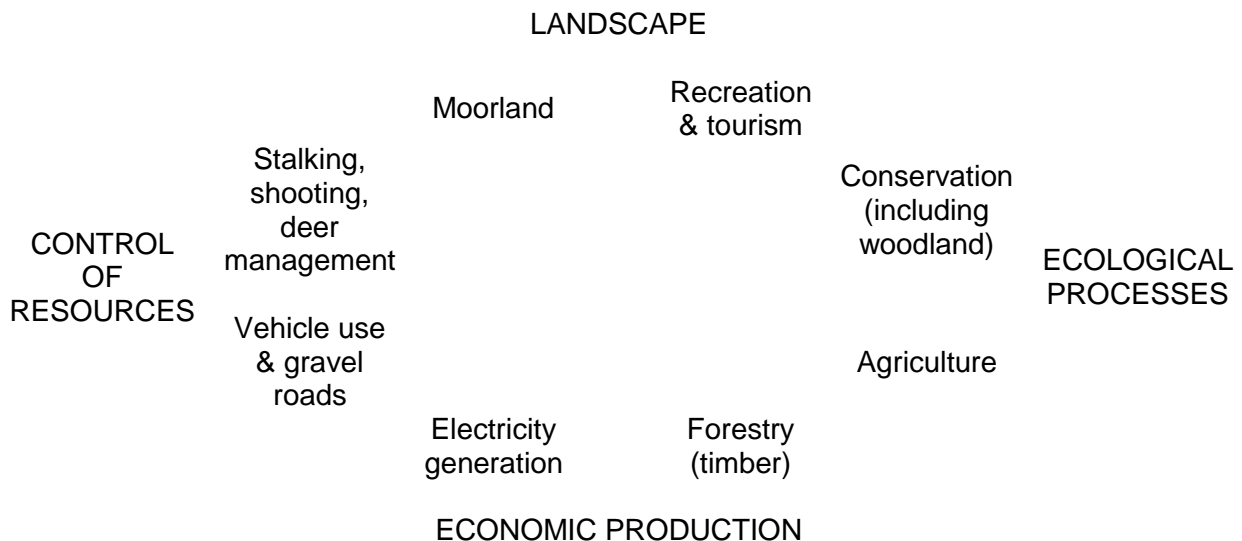 LANDSCAPE
Moorland
Recreation
& tourism
Stalking,
shooting,
deer
management
Conservation
(including
woodland)
CONTROL
OF
RESOURCES
ECOLOGICAL
PROCESSES
Vehicle use
& gravel
roads
Agriculture
Electricity
generation
Forestry
(timber)
ECONOMIC PRODUCTION